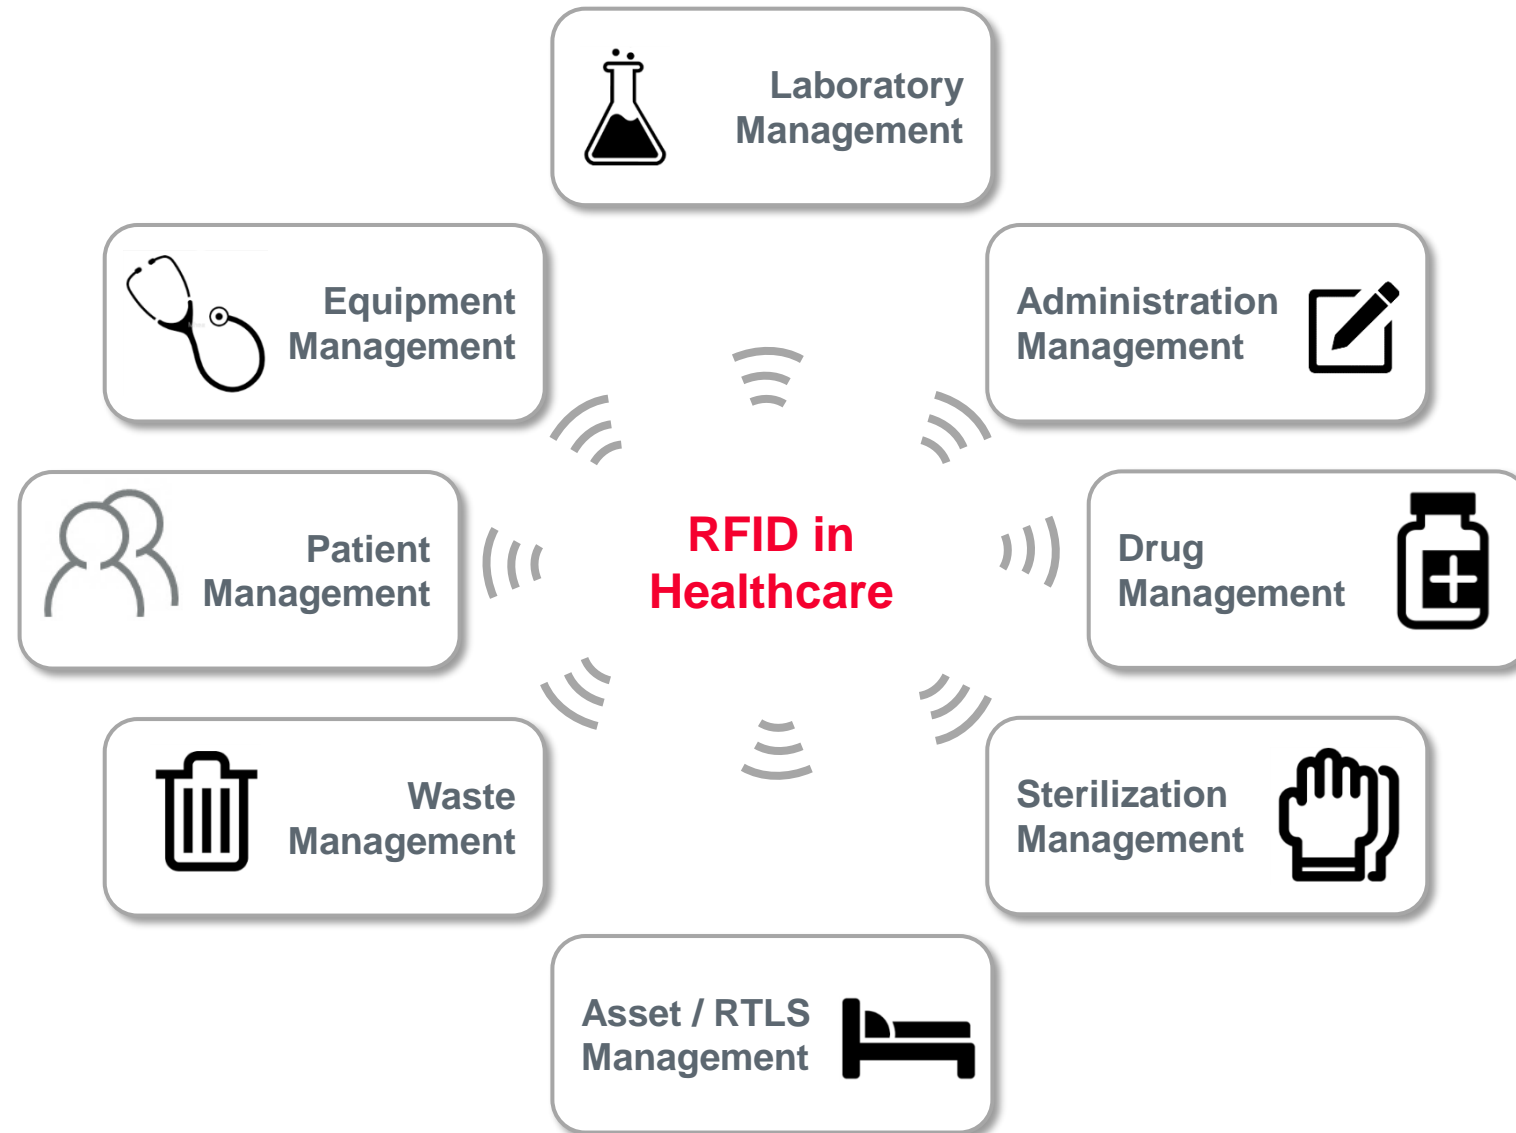 Laboratory
Management
Equipment
Management
Administration
Management
Patient
Management
RFID in
Healthcare
Drug
Management
Waste
Management
Sterilization
Management
Asset / RTLS
Management